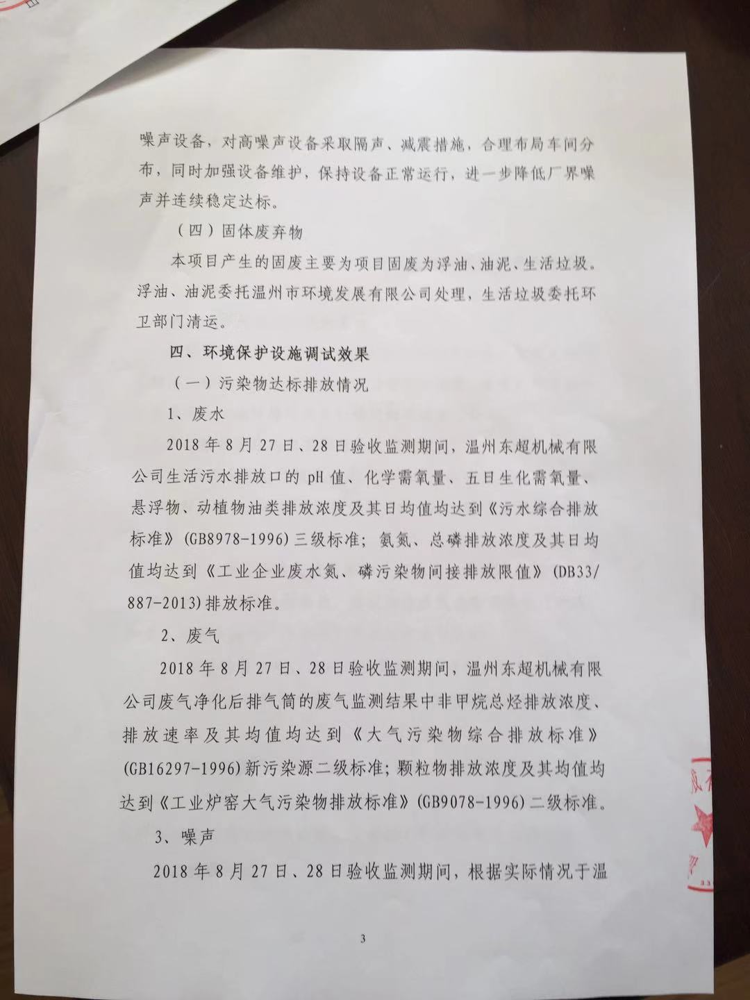 噪声设备，对高噪声设备采取隔声、减震措施，合理布局车间分
布，同时加强设备维护，保持设备正常运行，进一步降低厂界噪
声并连续稳定达标。
（四）固体废弃物
本项目产生的固废主要为项目固废为浮油、油泥、生活垃圾。
浮油、油泥委托温州市环境发展有限公司处理，生活垃圾委托环
卫部门清运。
四、环境保护设施调试效果
（一）污染物达标排放情况
1、废水
2018 年 8 月 27 日、28 日验收监测期间，温州东超机械有限
公司生活污水排放口的 pH 值、化学需氧量、五日生化需氧量、
悬浮物、动植物油类排放浓度及其日均值均达到《污水综合排放
标准》(GB8978-1996)三级标准；氨氮、总磷排放浓度及其日均
值均达到《工业企业废水氮、磷污染物间接排放限值》(DB33/
887-2013)排放标准。
2、废气
2018 年 8 月 27 日、28 日验收监测期间，温州东超机械有限
公司废气净化后排气筒的废气监测结果中非甲烷总烃排放浓度、
排放速率及其均值均达到《大气污染物综合排放标准》
(GB16297-1996)新污染源二级标准；颗粒物排放浓度及其均值均
达到《工业炉窑大气污染物排放标准》(GB9078-1996)二级标准。
3、噪声
2018 年 8 月 27 日、28 日验收监测期间，根据实际情况于温
3